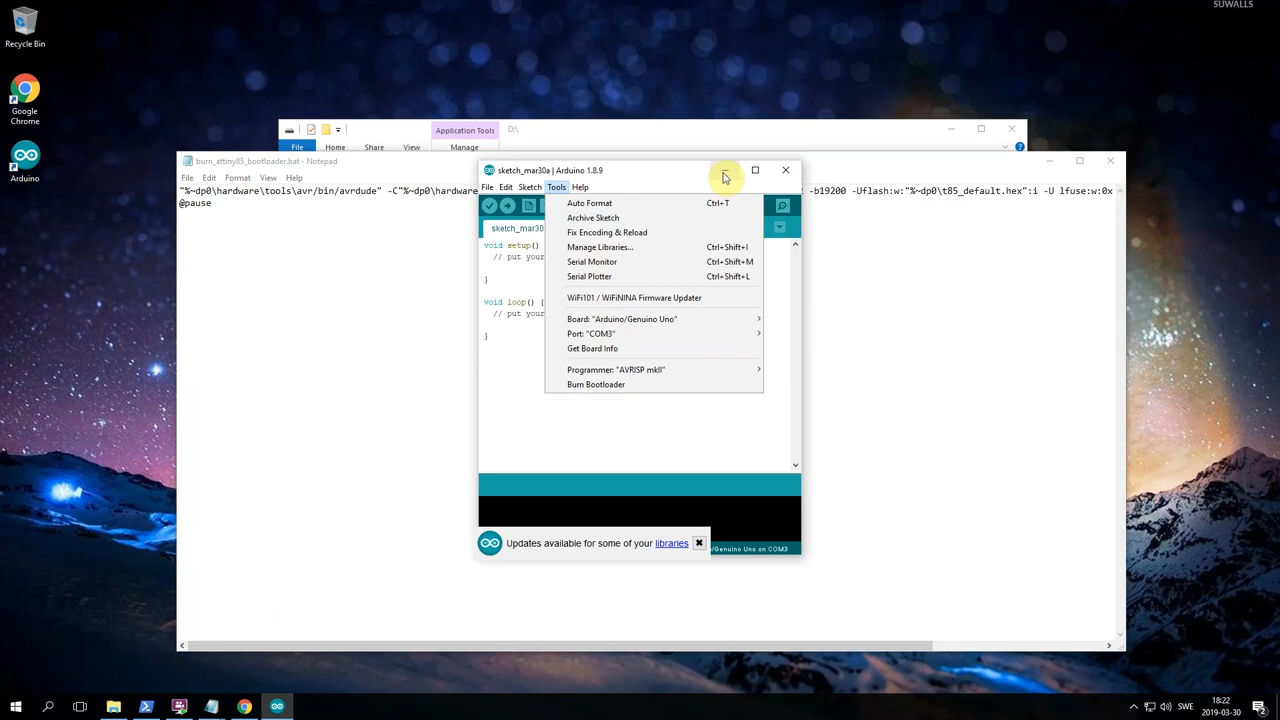 SUWALLS
Recycle Bin
Google
Chrome
Arduino
Application Tools
D:\
File Home Share View Manage
burn_attiny85_bootloader.bat - Notepad
File Edit Format View Help
"%~dp0\hardware\tools\avr/bin/avrdude" -C"%~dp0\hardware
2 -b19200 -Uflash:w:"%~dp0\t85_default.hex":i -U lfuse:w:0x
@pause
sketch_mar30a | Arduino 1.8.9
File Edit Sketch Tools Help
sketch_mar30
void setup()
// put your
}
void loop() {
// put your
}
Auto Format Ctrl+T
Archive Sketch
Fix Encoding & Reload
Manage Libraries... Ctrl+Shift+I
Serial Monitor Ctrl+Shift+M
Serial Plotter Ctrl+Shift+L
WiFi101 / WiFiNINA Firmware Updater
Board: "Arduino/Genuino Uno"
Port: "COM3"
Get Board Info
Programmer: "AVRISP mkII"
Burn Bootloader
Updates available for some of your libraries
/Genuino Uno on COM3
SWE
18:22
2019-03-30
2